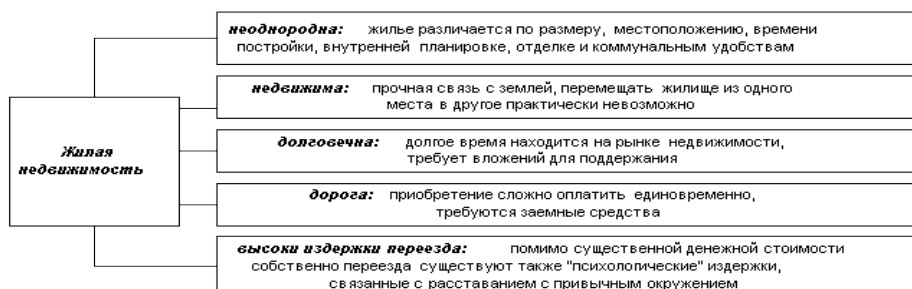 неоднородна: жилье различается по размеру, местоположению, времени
постройки, внутренней планировке, отделке и коммунальным удобствам
недвижима: прочная связь с землей, перемещать жилище из одного
места в другое практически невозможно
Жилая
недвижимость
долговечна: долгое время находится на рынке недвижимости,
требует вложений для поддержания
дорога: приобретение сложно оплатить единовременно,
требуются заемные средства
высоки издержки переезда: помимо существенной денежной стоимости
собственно переезда существуют также "психологические" издержки,
связанные с расставанием с привычным окружением